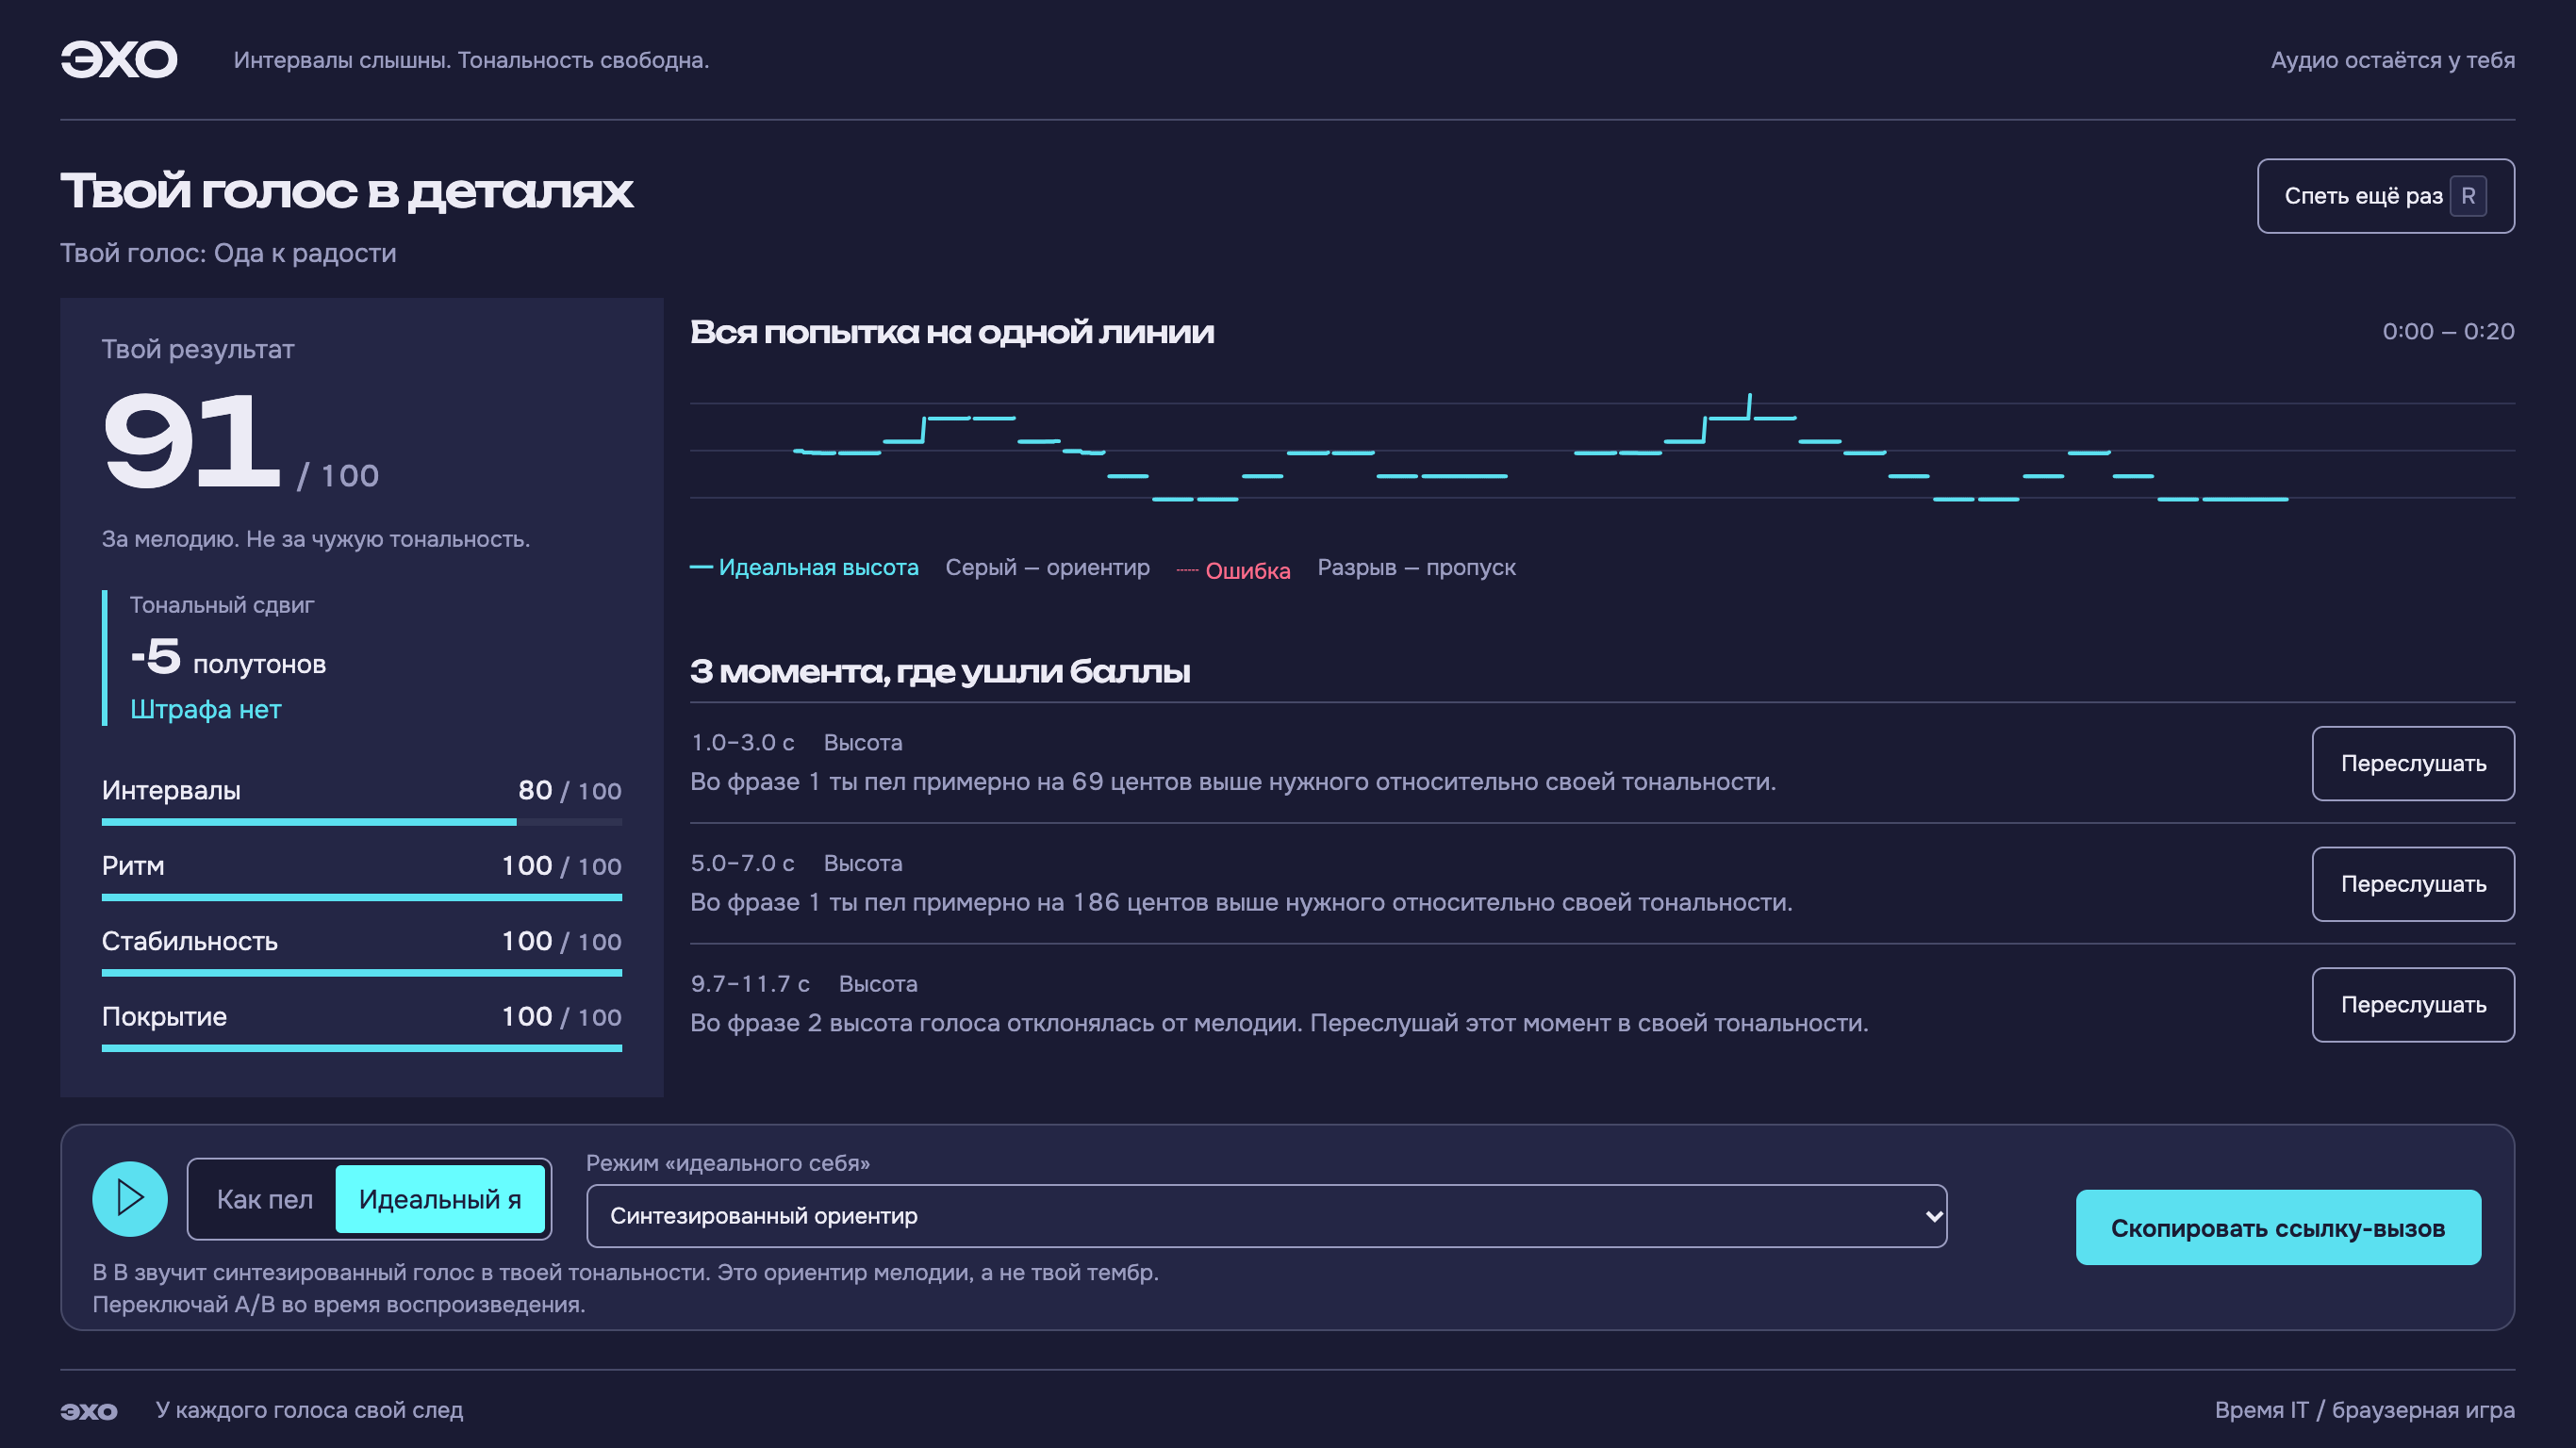 ЭХО
Интервалы слышны. Тональность свободна.
Аудио остаётся у тебя
Твой голос в деталях
Твой голос: Ода к радости
Спеть ещё раз R
Твой результат
91 / 100
За мелодию. Не за чужую тональность.
Тональный сдвиг
-5 полутонов
Штрафа нет
Интервалы 80 / 100
Ритм 100 / 100
Стабильность 100 / 100
Покрытие 100 / 100
Вся попытка на одной линии
0:00 — 0:20
Идеальная высота Серый — ориентир Ошибка Разрыв — пропуск
3 момента, где ушли баллы
1.0–3.0 с Высота
Во фразе 1 ты пел примерно на 69 центов выше нужного относительно своей тональности.
Переслушать
5.0–7.0 с Высота
Во фразе 1 ты пел примерно на 186 центов выше нужного относительно своей тональности.
Переслушать
9.7–11.7 с Высота
Во фразе 2 высота голоса отклонялась от мелодии. Переслушай этот момент в своей тональности.
Переслушать
Как пел Идеальный я
Режим «идеального себя»
Синтезированный ориентир
Скопировать ссылку-вызов
В B звучит синтезированный голос в твоей тональности. Это ориентир мелодии, а не твой тембр.
Переключай A/B во время воспроизведения.
ЭХО
У каждого голоса свой след
Время IT / браузерная игра